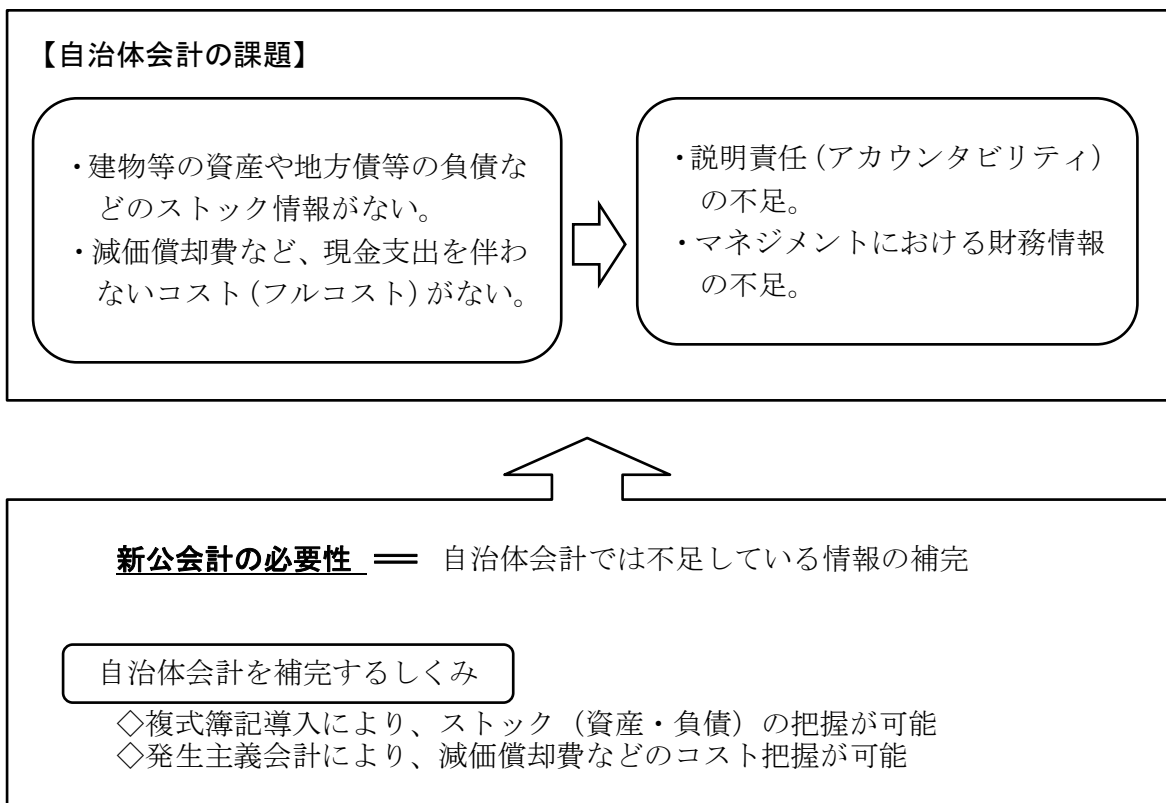 【自治体会計の課題】
・建物等の資産や地方債等の負債な
どのストック情報がない。
・減価償却費など、現金支出を伴わ
ないコスト(フルコスト)がない。
・説明責任(アカウンタビリティ)
の不足。
・マネジメントにおける財務情報
の不足。
新公会計の必要性 ＝ 自治体会計では不足している情報の補完
自治体会計を補完するしくみ
◇複式簿記導入により、ストック（資産・負債）の把握が可能
◇発生主義会計により、減価償却費などのコスト把握が可能